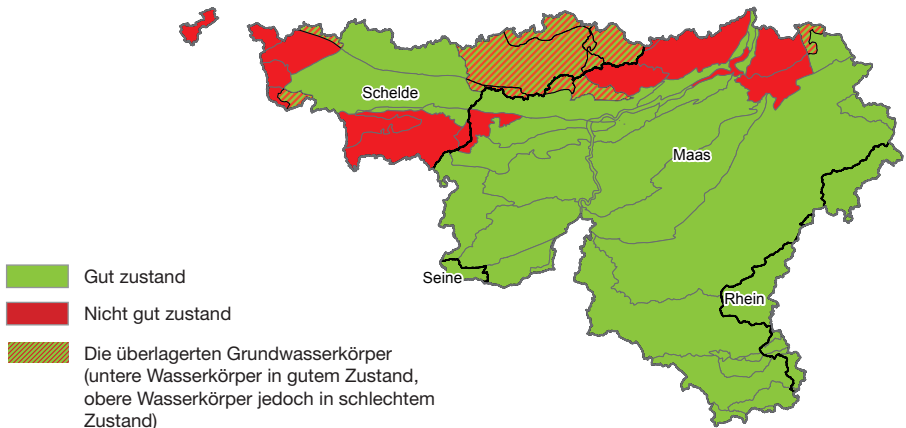 Schelde
Maas
Seine
Rhein
Gut zustand
Nicht gut zustand
Die überlagerten Grundwasserkörper
(untere Wasserkörper in gutem Zustand,
obere Wasserkörper jedoch in schlechtem
Zustand)